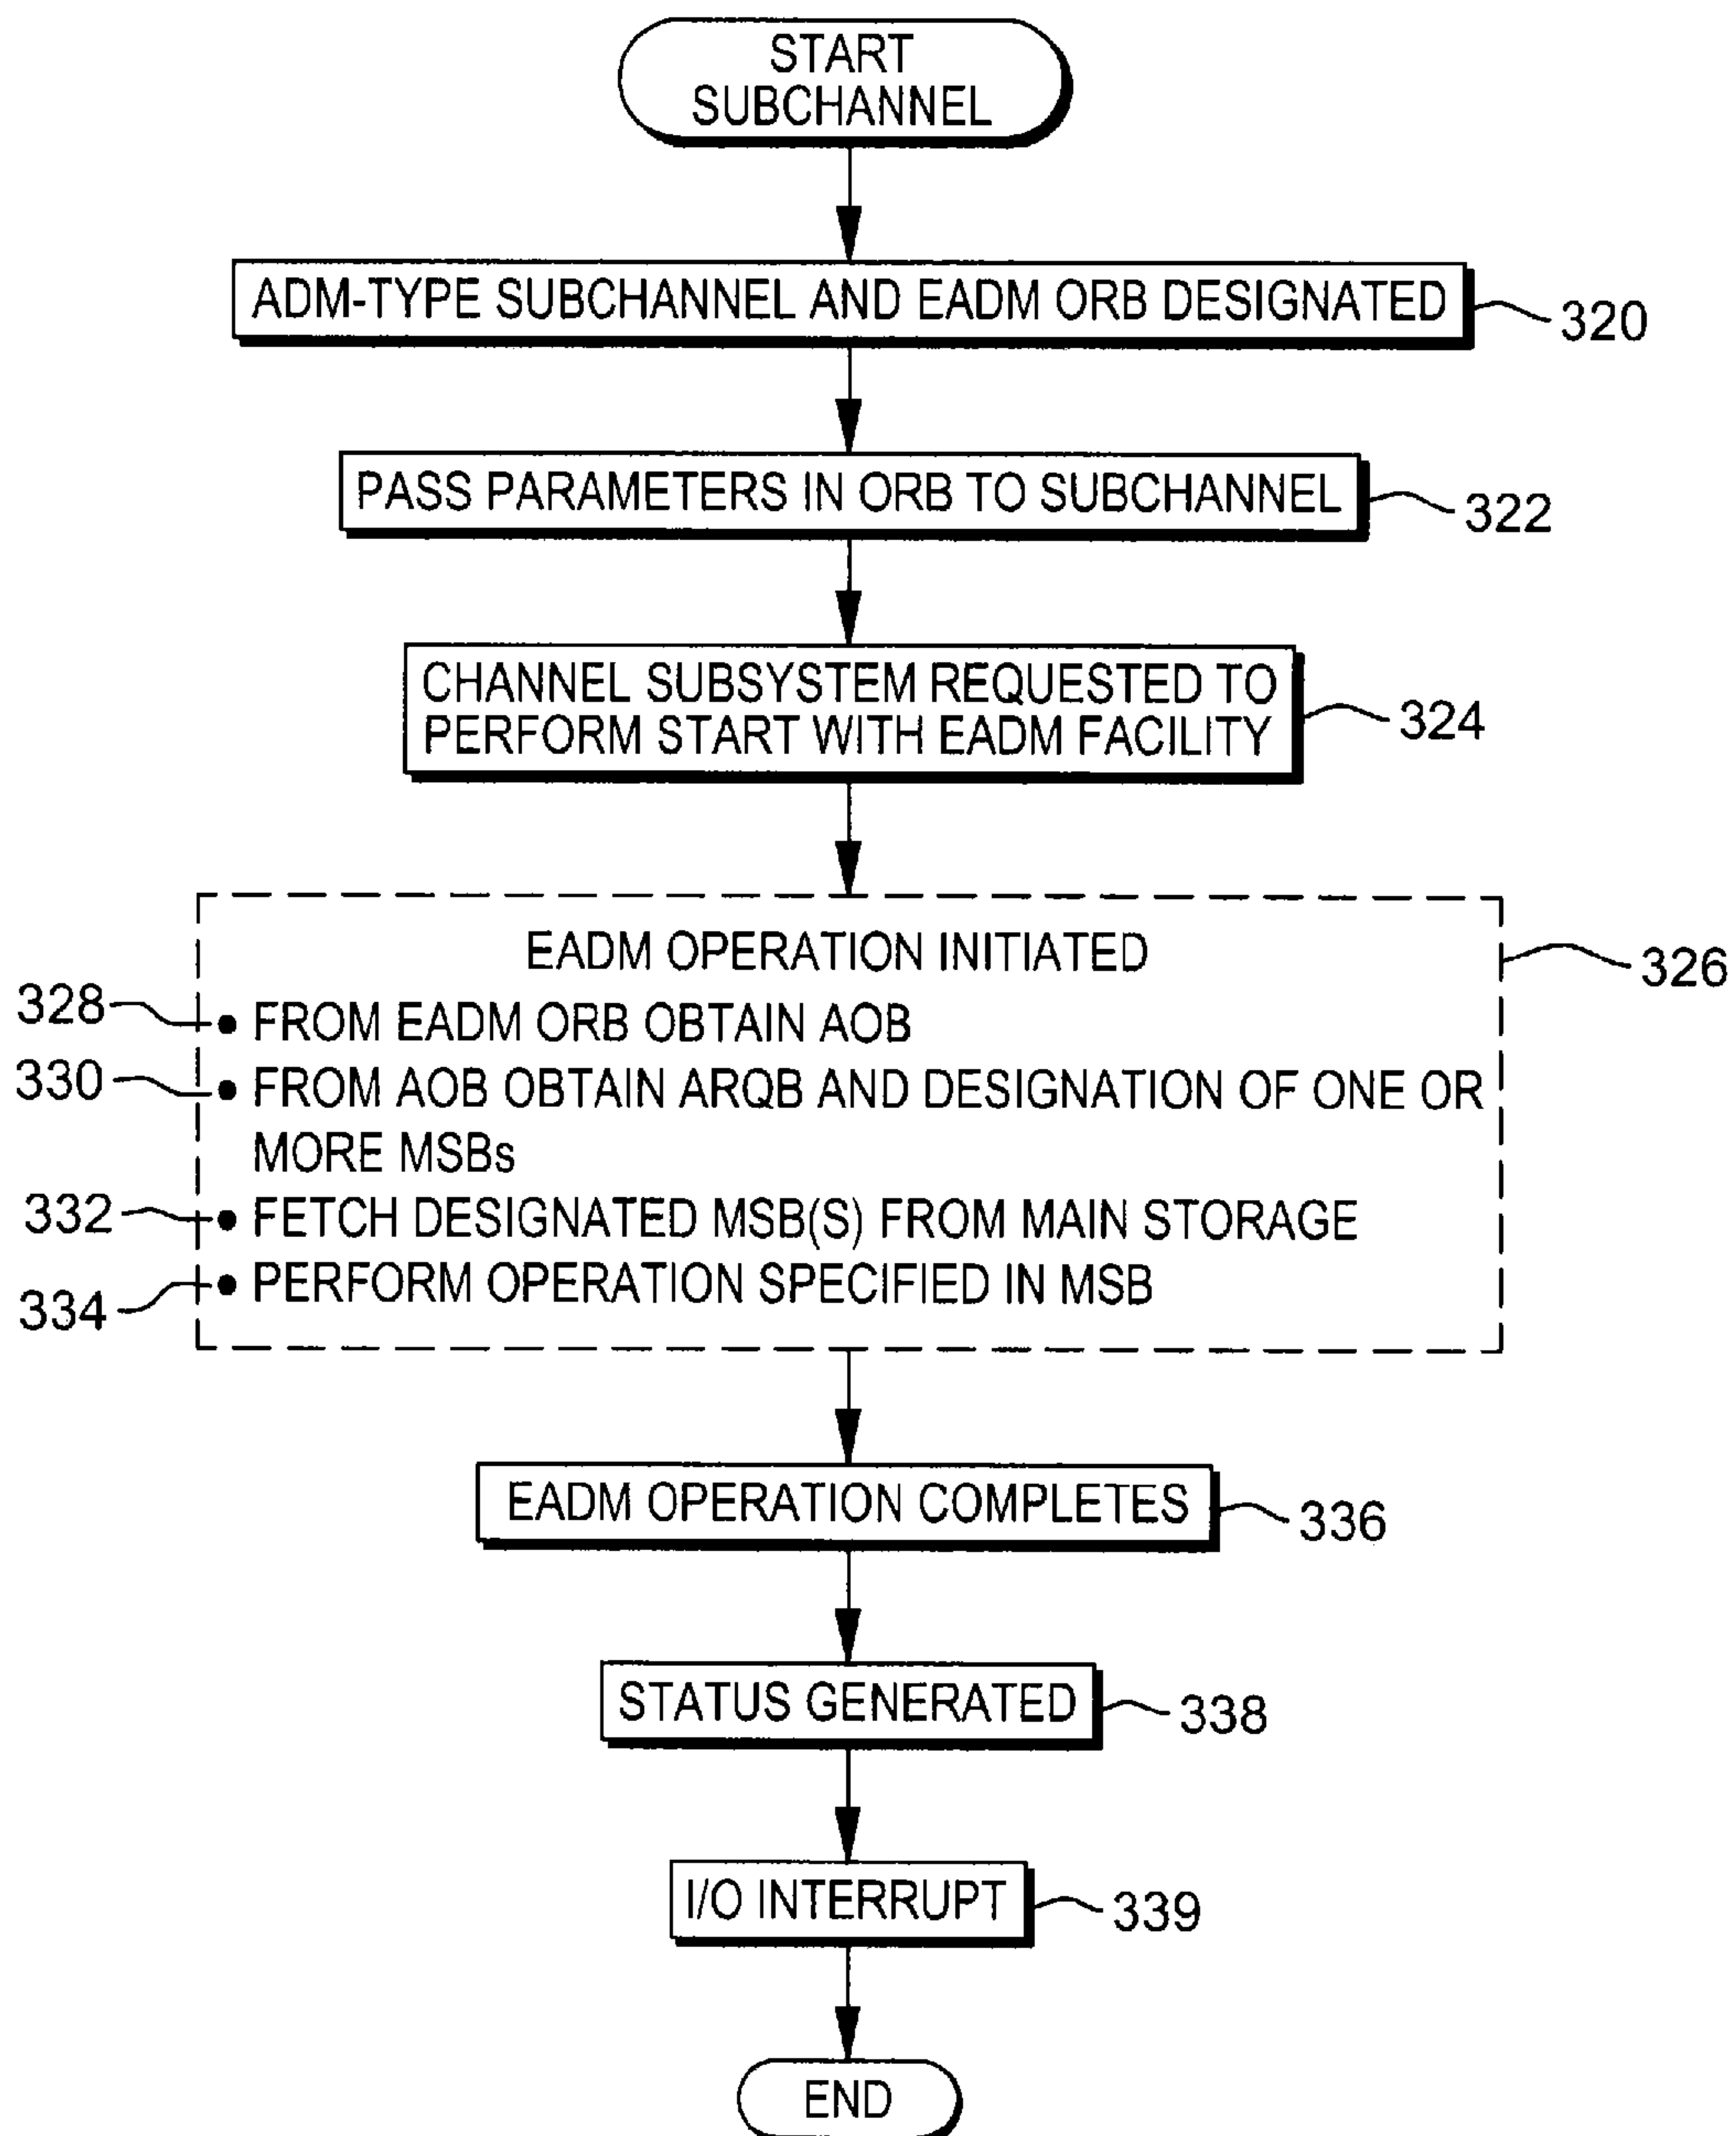 START
SUBCHANNEL
ADM-TYPE SUBCHANNEL AND EADM ORB DESIGNATED
320
PASS PARAMETERS IN ORB TO SUBCHANNEL
322
CHANNEL SUBSYSTEM REQUESTED TO
PERFORM START WITH EADM FACILITY
324
EADM OPERATION INITIATED
326
328
• FROM EADM ORB OBTAIN AOB
330
• FROM AOB OBTAIN ARQB AND DESIGNATION OF ONE OR
MORE MSBs
332
• FETCH DESIGNATED MSB(S) FROM MAIN STORAGE
334
• PERFORM OPERATION SPECIFIED IN MSB
EADM OPERATION COMPLETES
336
STATUS GENERATED
338
I/O INTERRUPT
339
END